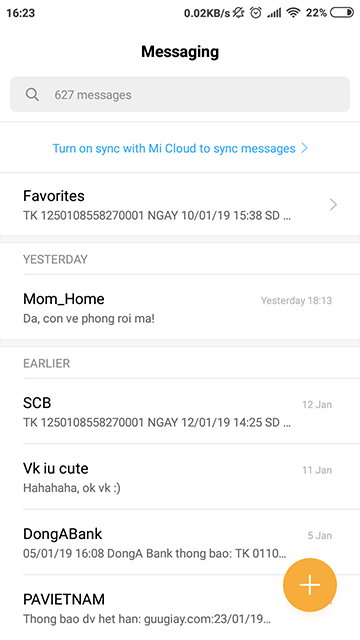 16:23 0.02KB/s 22%
Messaging
627 messages
Turn on sync with Mi Cloud to sync messages
Favorites
TK 1250108558270001 NGAY 10/01/19 15:38 SD ...
YESTERDAY
Mom_Home Yesterday 18:13
Da, con ve phong roi ma!
EARLIER
SCB 12 Jan
TK 1250108558270001 NGAY 12/01/19 14:25 SD ...
Vk iu cute 11 Jan
Hahahaha, ok vk :)
DongABank 5 Jan
05/01/19 16:08 DongA Bank thong bao: TK 0110...
PAVIETNAM
Thong bao dv het han: guugiay.com:23/01/19...